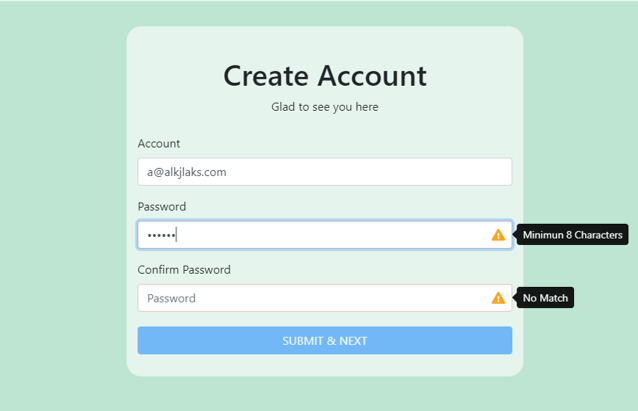 Create Account
Glad to see you here
Account
a@alkjlaks.com
Password
••••••
Minimun 8 Characters
Confirm Password
Password
No Match
SUBMIT & NEXT